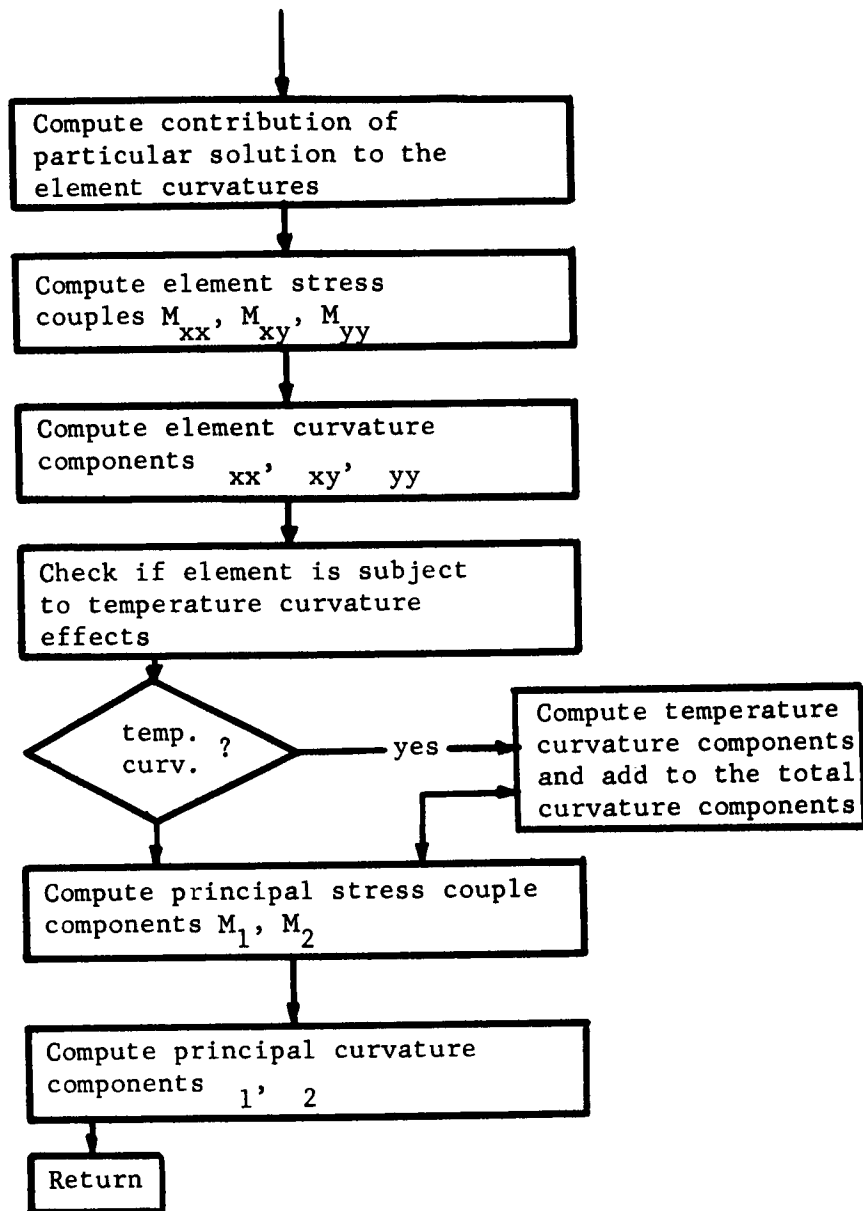 Compute contribution of
particular solution to the
element curvatures
Compute element stress
couples M_xx, M_xy, M_yy
Compute element curvature
components xx, xy, yy
Check if element is subject
to temperature curvature
effects
temp.
curv. ?
yes
Compute temperature
curvature components
and add to the total
curvature components
Compute principal stress couple
components M_1, M_2
Compute principal curvature
components 1, 2
Return